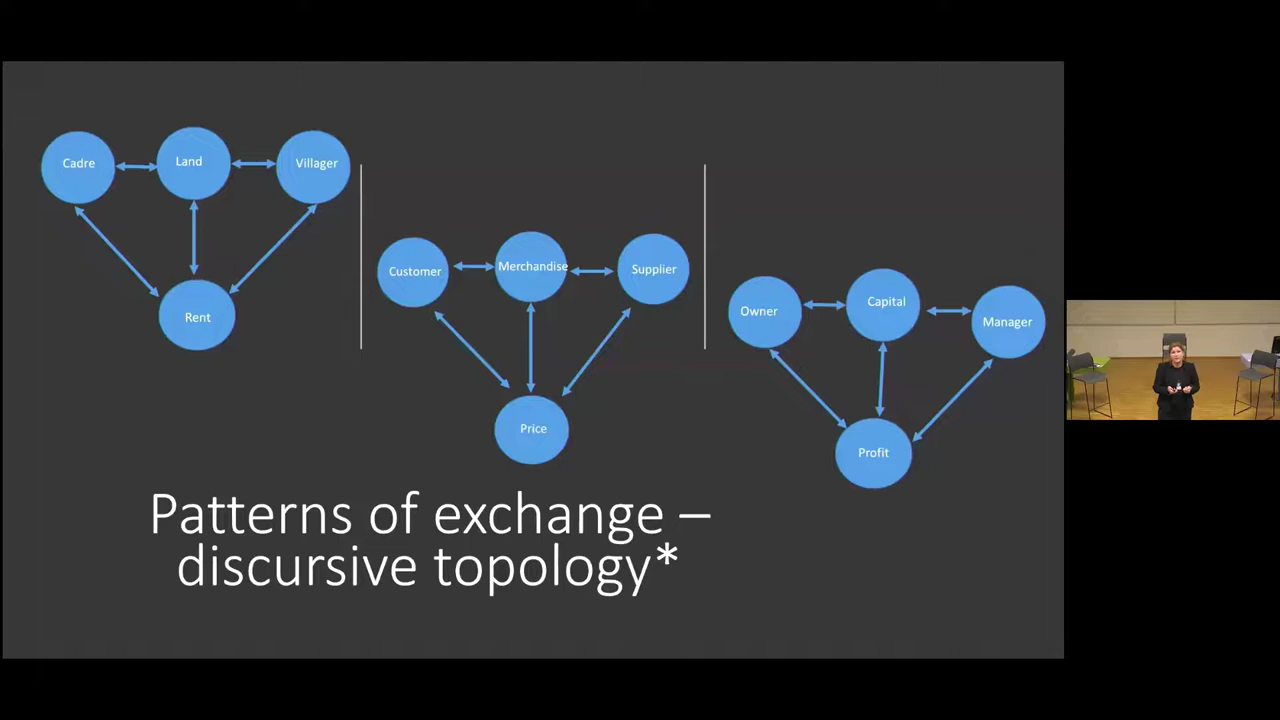 Cadre
Land
Villager
Rent
Customer
Merchandise
Supplier
Price
Owner
Capital
Manager
Profit
Patterns of exchange –
discursive topology*